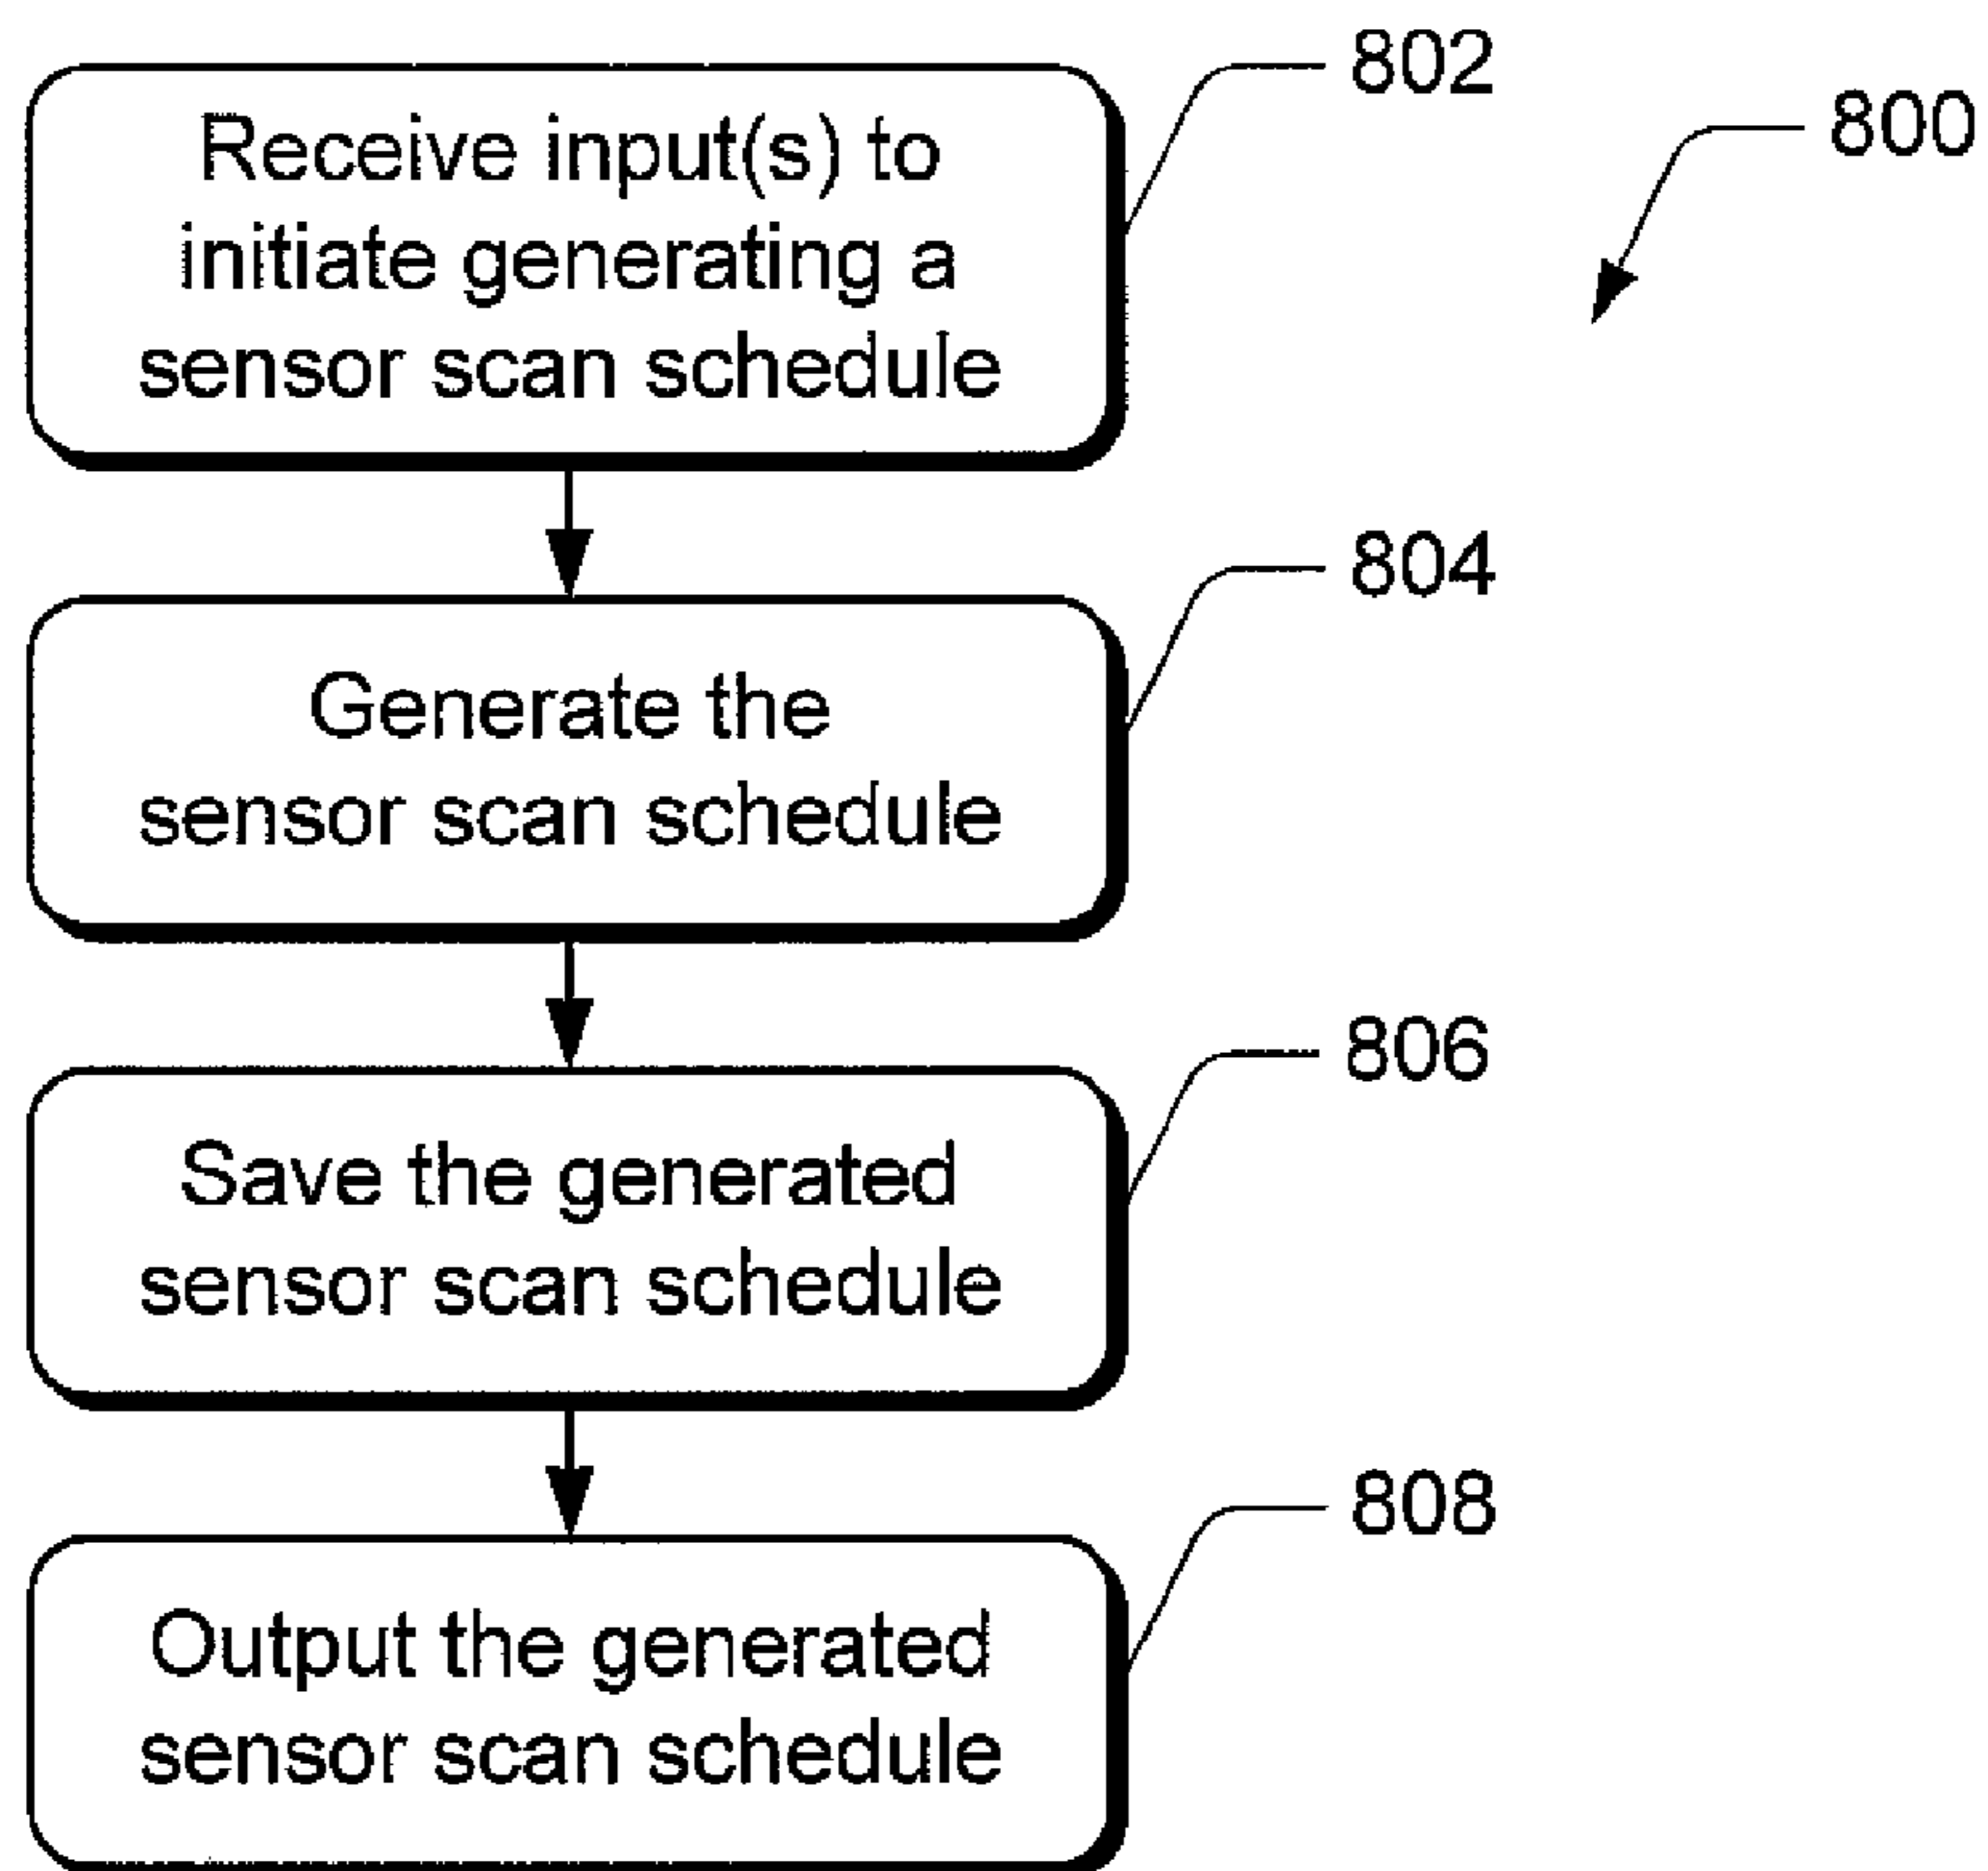 802
800
Receive input(s) to
initiate generating a
sensor scan schedule
804
Generate the
sensor scan schedule
806
Save the generated
sensor scan schedule
808
Output the generated
sensor scan schedule